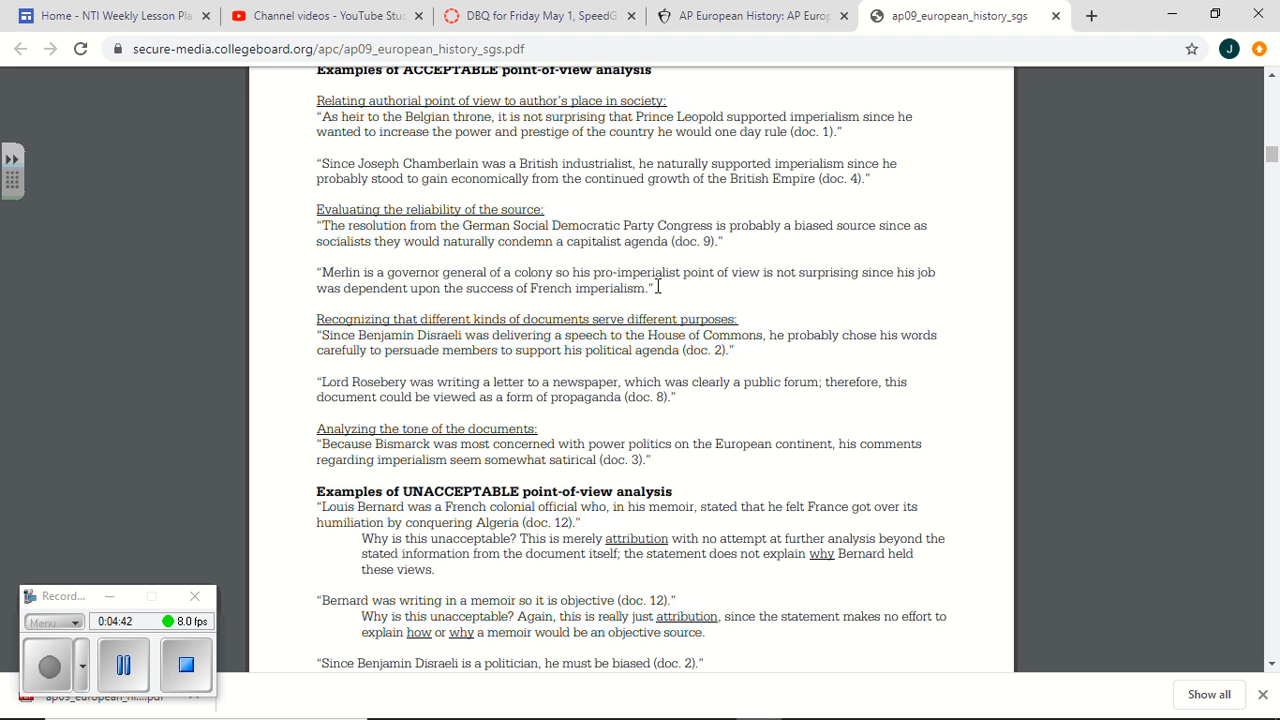 Home - NTI Weekly Lesson Pla
Channel videos - YouTube Stud
DBQ for Friday May 1, SpeedG
AP European History: AP Europ
ap09_european_history_sgs
secure-media.collegeboard.org/apc/ap09_european_history_sgs.pdf
J
Examples of ACCEPTABLE point-of-view analysis
Relating authorial point of view to author's place in society:
"As heir to the Belgian throne, it is not surprising that Prince Leopold supported imperialism since he
wanted to increase the power and prestige of the country he would one day rule (doc. 1)."
"Since Joseph Chamberlain was a British industrialist, he naturally supported imperialism since he
probably stood to gain economically from the continued growth of the British Empire (doc. 4)."
Evaluating the reliability of the source:
"The resolution from the German Social Democratic Party Congress is probably a biased source since as
socialists they would naturally condemn a capitalist agenda (doc. 9)."
"Merlin is a governor general of a colony so his pro-imperialist point of view is not surprising since his job
was dependent upon the success of French imperialism."
Recognizing that different kinds of documents serve different purposes:
"Since Benjamin Disraeli was delivering a speech to the House of Commons, he probably chose his words
carefully to persuade members to support his political agenda (doc. 2)."
"Lord Rosebery was writing a letter to a newspaper, which was clearly a public forum; therefore, this
document could be viewed as a form of propaganda (doc. 8)."
Analyzing the tone of the documents:
"Because Bismarck was most concerned with power politics on the European continent, his comments
regarding imperialism seem somewhat satirical (doc. 3)."
Examples of UNACCEPTABLE point-of-view analysis
"Louis Bernard was a French colonial official who, in his memoir, stated that he felt France got over its
humiliation by conquering Algeria (doc. 12)."
Why is this unacceptable? This is merely attribution with no attempt at further analysis beyond the
stated information from the document itself; the statement does not explain why Bernard held
these views.
"Bernard was writing in a memoir so it is objective (doc. 12)."
Why is this unacceptable? Again, this is really just attribution, since the statement makes no effort to
explain how or why a memoir would be an objective source.
"Since Benjamin Disraeli is a politician, he must be biased (doc. 2)."
Record...
Menu
0:04:42
8.0 fps
Show all